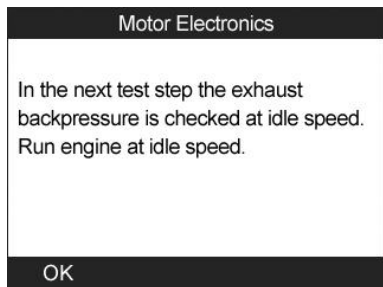 Motor Electronics
In the next test step the exhaust
backpressure is checked at idle speed.
Run engine at idle speed.
OK